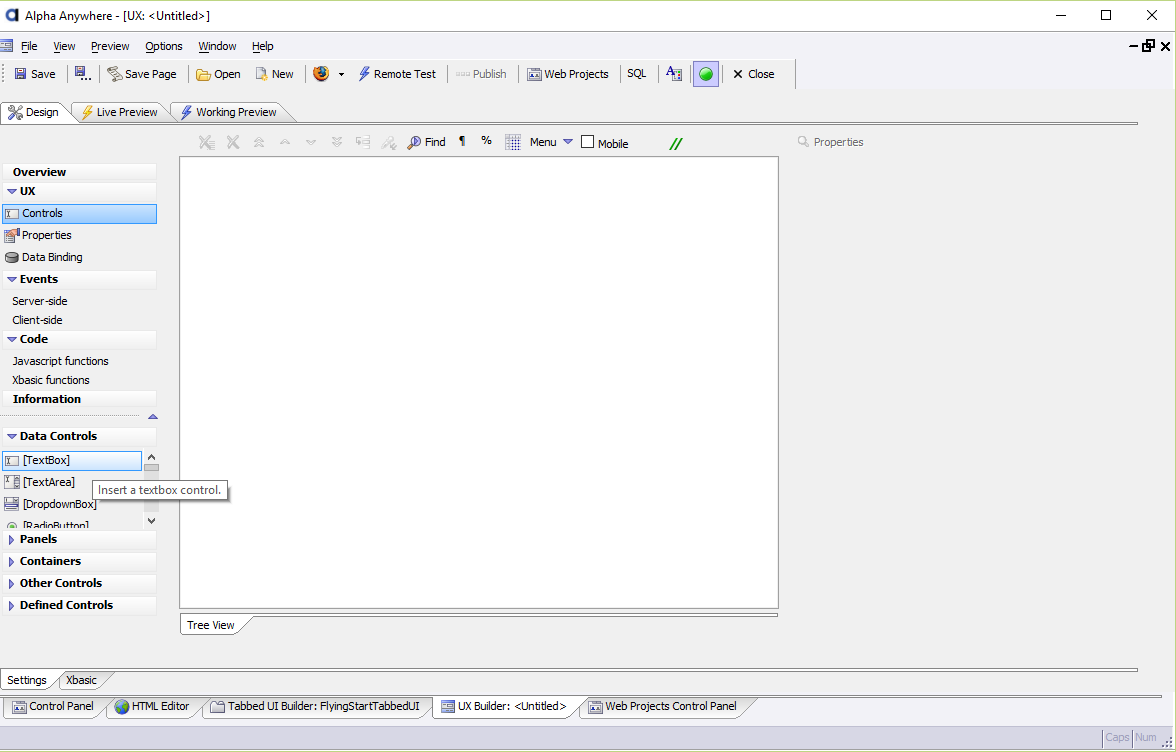 Alpha Anywhere - [UX: <Untitled>]
File View Preview Options Window Help
Save Save Page Open New Remote Test Publish Web Projects SQL A Close
Design Live Preview Working Preview
Find ¶ % Menu Mobile // Properties
Overview
UX
Controls
Properties
Data Binding
Events
Server-side
Client-side
Code
Javascript functions
Xbasic functions
Information
Data Controls
[TextBox]
[TextArea]
Insert a textbox control.
[DropdownBox]
[RadioButton]
Panels
Containers
Other Controls
Defined Controls
Tree View
Settings Xbasic
Control Panel HTML Editor Tabbed UI Builder: FlyingStartTabbedUI UX Builder: <Untitled> Web Projects Control Panel
Caps Num